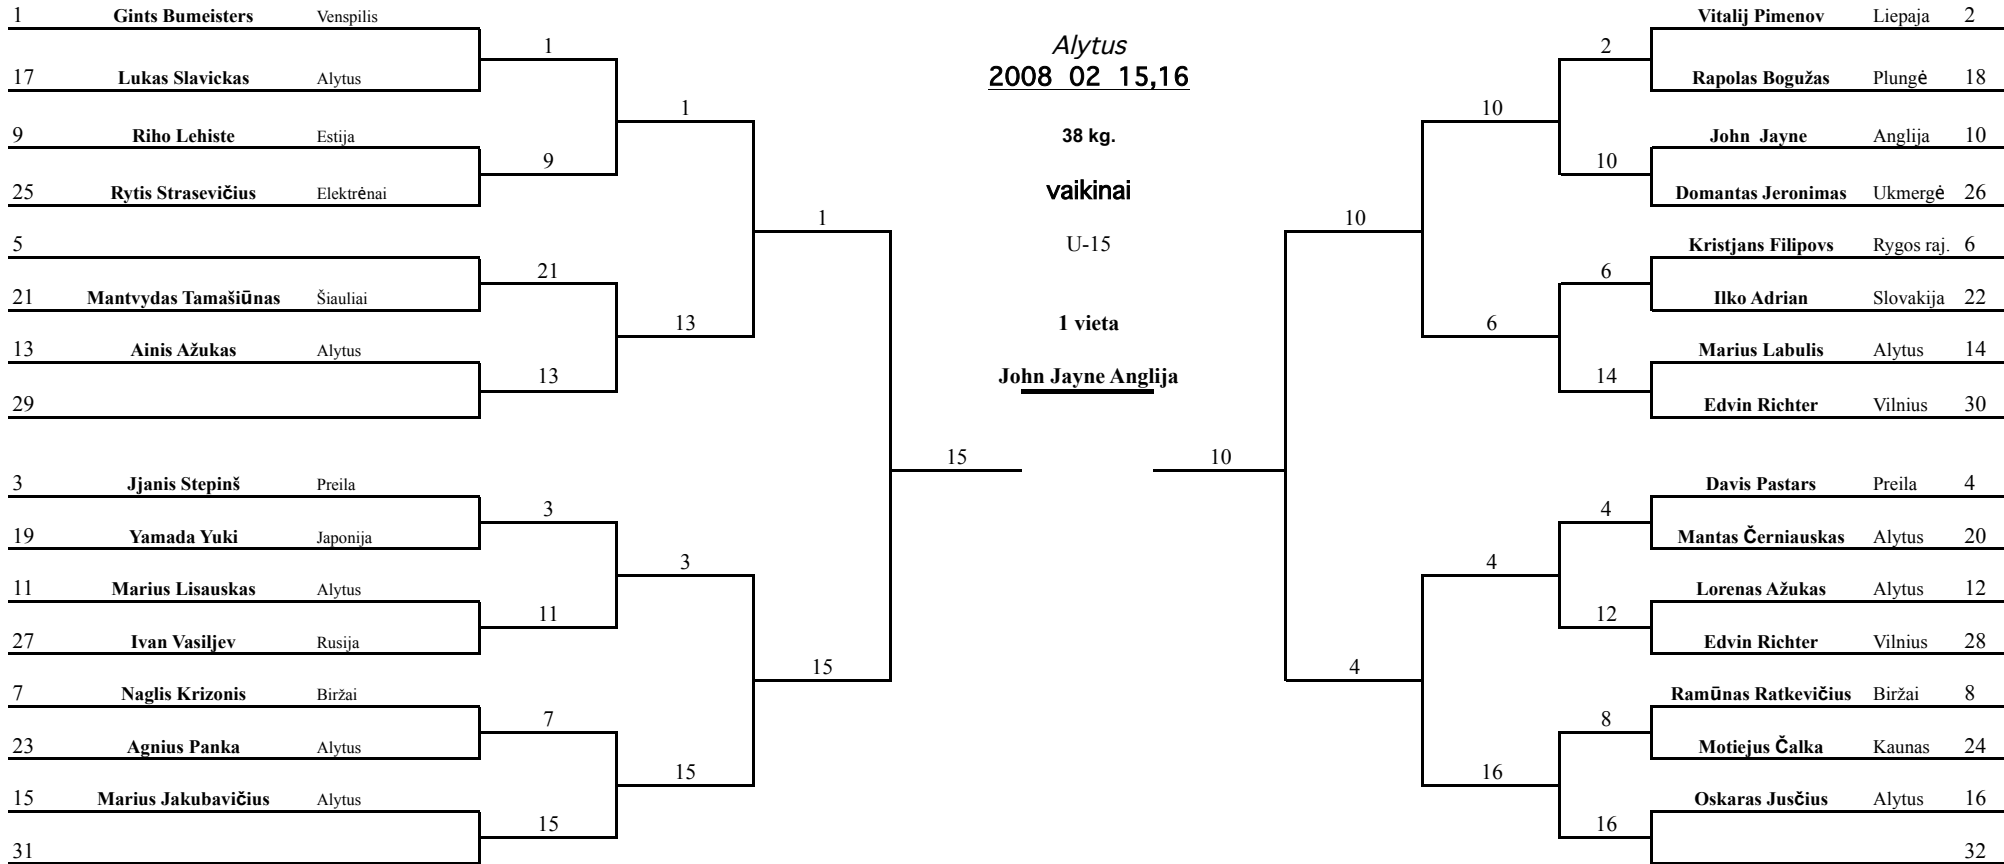 1 Gints Bumeisters Venspilis
1
17 Lukas Slavickas Alytus
1
9 Riho Lehiste Estija
9
25 Rytis Strasevičius Elektrėnai
1
5
21
21 Mantvydas Tamašiūnas Šiauliai
13
13 Ainis Ažukas Alytus
13
29
15
3 Jjanis Stepinš Preila
3
19 Yamada Yuki Japonija
3
11 Marius Lisauskas Alytus
11
27 Ivan Vasiljev Rusija
15
7 Naglis Krizonis Biržai
7
23 Agnius Panka Alytus
15
15 Marius Jakubavičius Alytus
15
31
Alytus
2008 02 15,16
38 kg.
vaikinai
U-15
1 vieta
John Jayne Anglija
Vitalij Pimenov Liepaja 2
2
Rapolas Bogužas Plungė 18
10
John Jayne Anglija 10
10
Domantas Jeronimas Ukmergė 26
10
Kristjans Filipovs Rygos raj. 6
6
Ilko Adrian Slovakija 22
6
Marius Labulis Alytus 14
14
Edvin Richter Vilnius 30
10
Davis Pastars Preila 4
4
Mantas Černiauskas Alytus 20
4
Lorenas Ažukas Alytus 12
12
Edvin Richter Vilnius 28
4
Ramūnas Ratkevičius Biržai 8
8
Motiejus Čalka Kaunas 24
16
Oskaras Jusčius Alytus 16
16
32